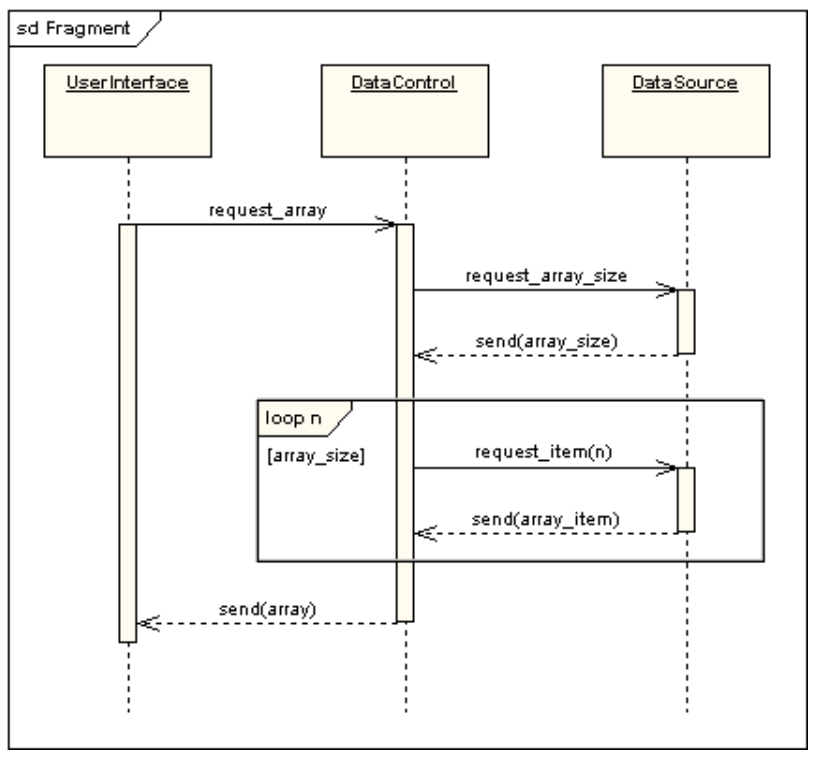 sd Fragment
UserInterface
DataControl
DataSource
request_array
request_array_size
send(array_size)
loop n
[array_size]
request_item(n)
send(array_item)
send(array)